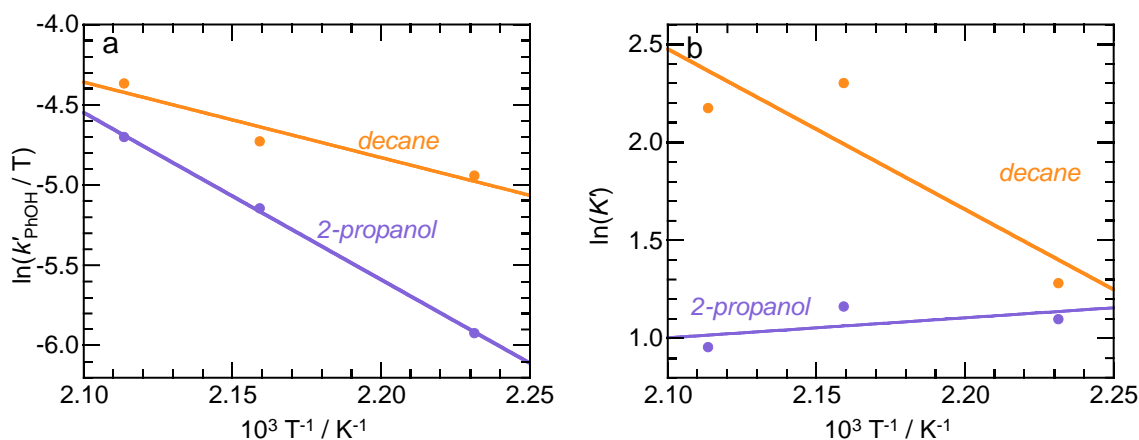 a
-4.0
-4.5
-5.0
-5.5
-6.0
ln(k′PhOH / T)
decane
2-propanol
2.10 2.15 2.20 2.25
10³ T⁻¹ / K⁻¹
b
2.5
2.0
1.5
1.0
ln(K′)
decane
2-propanol
2.10 2.15 2.20 2.25
10³ T⁻¹ / K⁻¹